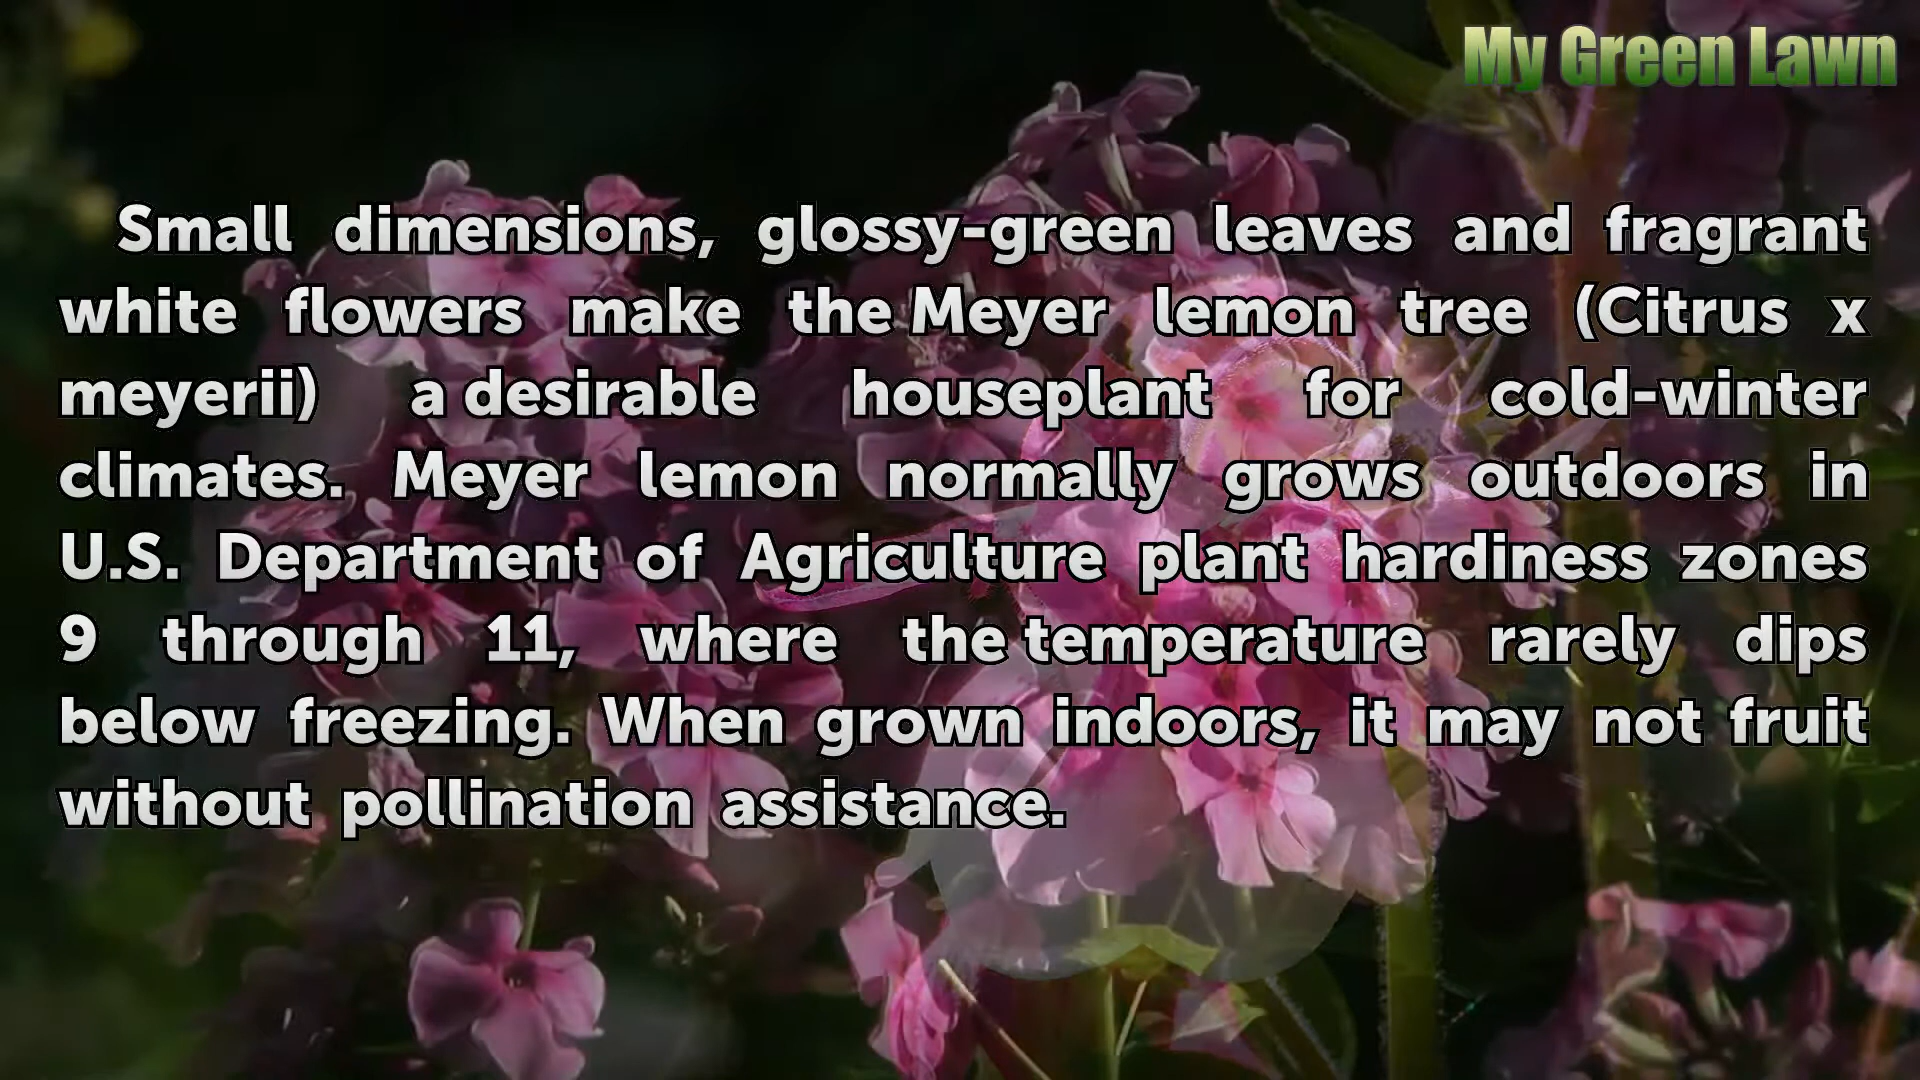 My Green Lawn
Small dimensions, glossy-green leaves and fragrant
white flowers make the Meyer lemon tree (Citrus x
meyerii) a desirable houseplant for cold-winter
climates. Meyer lemon normally grows outdoors in
U.S. Department of Agriculture plant hardiness zones
9 through 11, where the temperature rarely dips
below freezing. When grown indoors, it may not fruit
without pollination assistance.